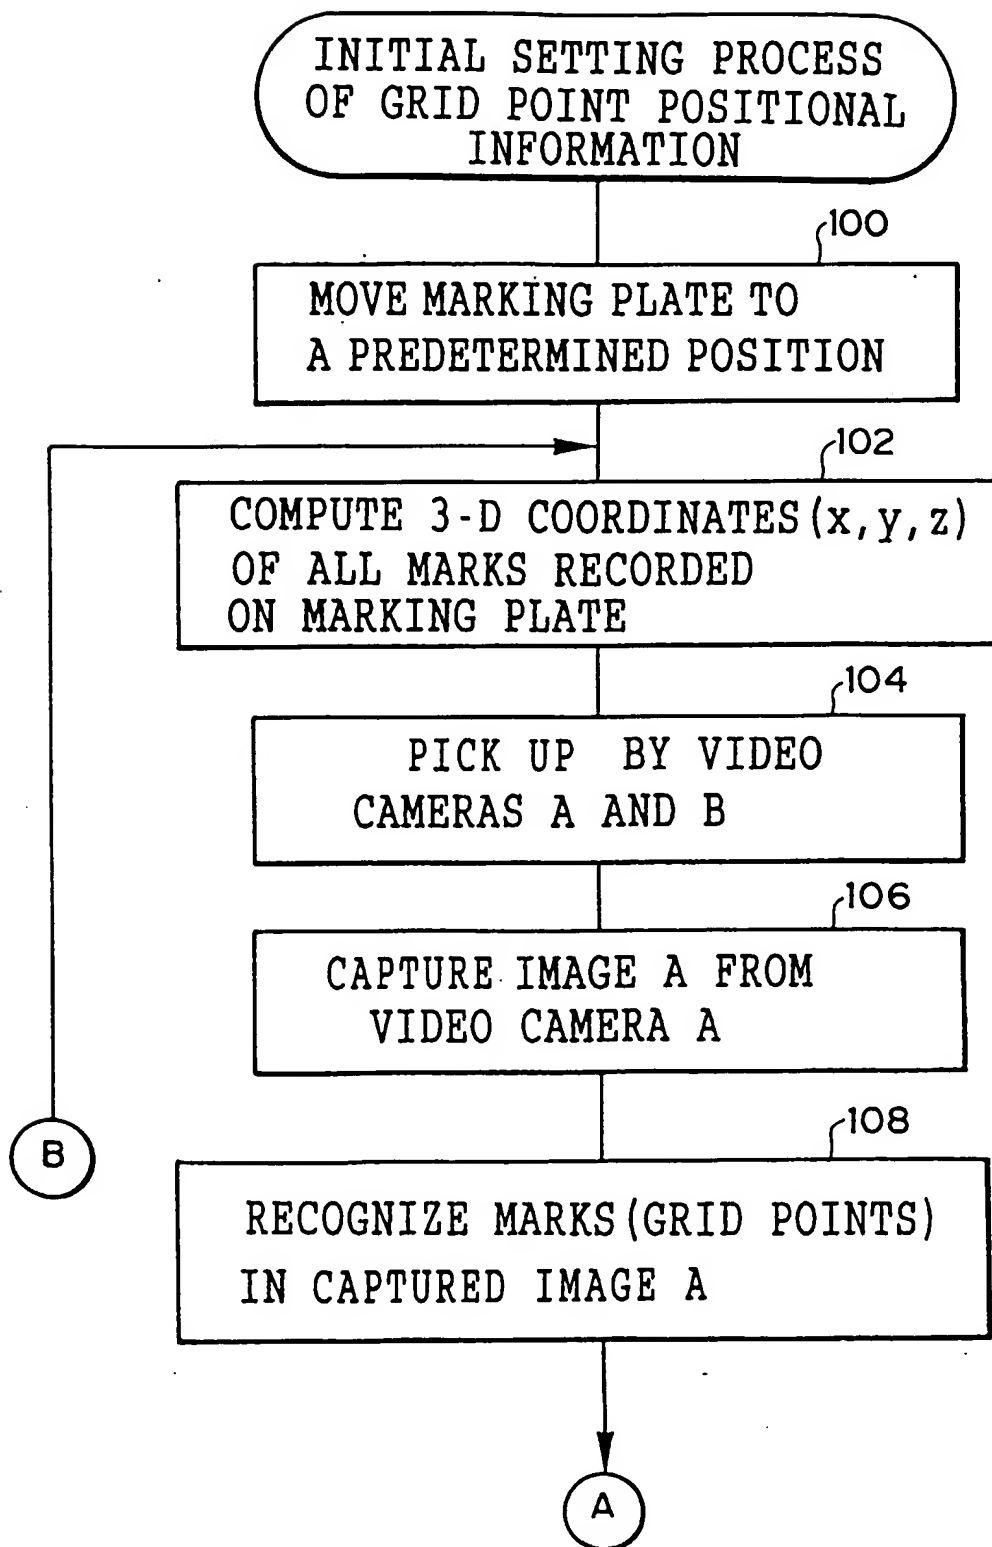 INITIAL SETTING PROCESS
OF GRID POINT POSITIONAL
INFORMATION
100
MOVE MARKING PLATE TO
A PREDETERMINED POSITION
102
COMPUTE 3-D COORDINATES(x,y,z)
OF ALL MARKS RECORDED
ON MARKING PLATE
104
PICK UP BY VIDEO
CAMERAS A AND B
106
CAPTURE IMAGE A FROM
VIDEO CAMERA A
B
108
RECOGNIZE MARKS(GRID POINTS)
IN CAPTURED IMAGE A
A